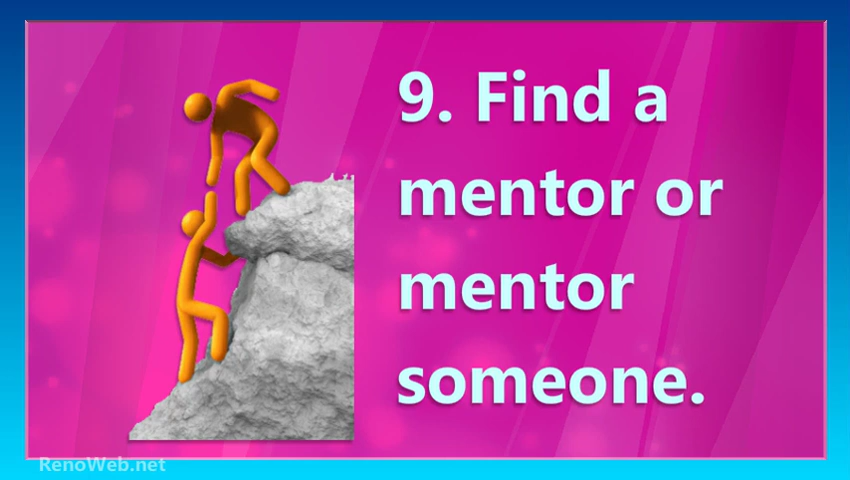 9. Find a
mentor or
mentor
someone.
RenoWeb.net